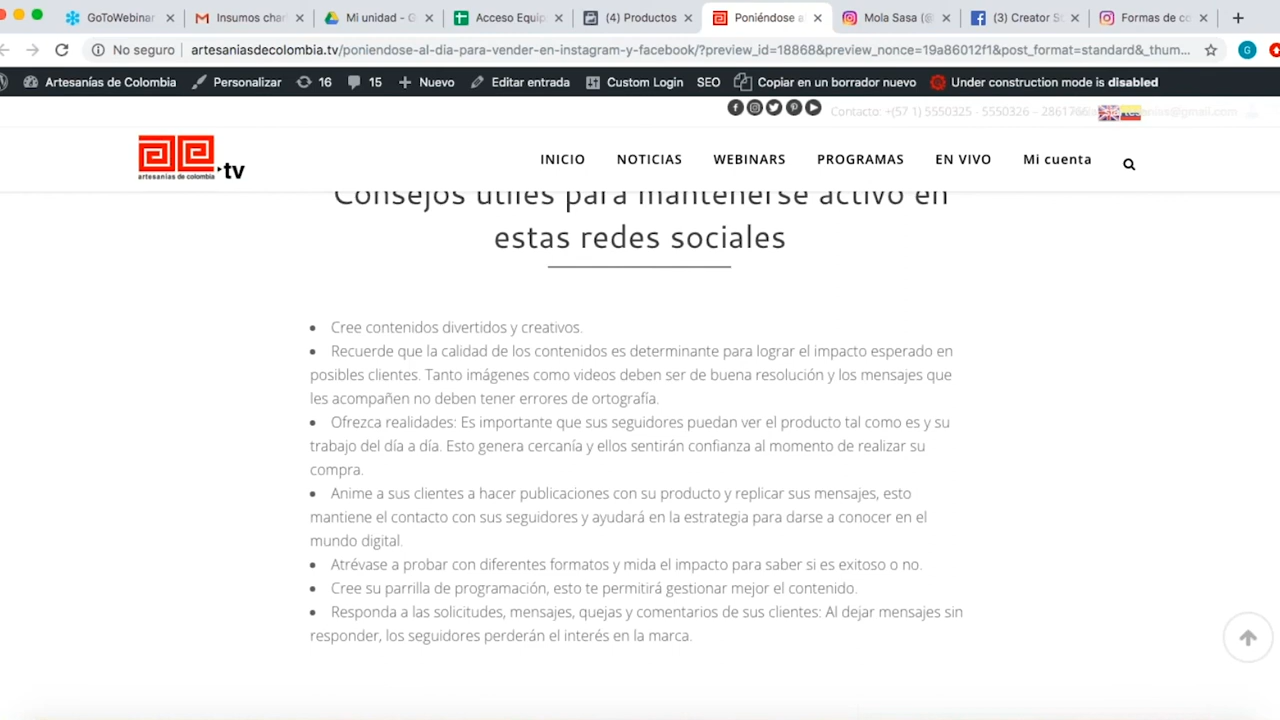 GoToWebinar
Insumos char
Mi unidad - G
Acceso Equip
(4) Productos
Poniéndose a
Mola Sasa (@
(3) Creator St
Formas de co
No seguro
artesaniasdecolombia.tv/poniendose-al-dia-para-vender-en-instagram-y-facebook/?preview_id=18868&preview_nonce=19a86012f1&post_format=standard&_thum...
G
Artesanías de Colombia
Personalizar
16
15
Nuevo
Editar entrada
Custom Login
SEO
Copiar en un borrador nuevo
Under construction mode is disabled
Contacto: +(57 1) 5550325 - 5550326 – 2861766
@gmail.com
artesanías de colombia
.tv
INICIO
NOTICIAS
WEBINARS
PROGRAMAS
EN VIVO
Mi cuenta
Consejos útiles para mantenerse activo en
estas redes sociales
• Cree contenidos divertidos y creativos.
• Recuerde que la calidad de los contenidos es determinante para lograr el impacto esperado en
posibles clientes. Tanto imágenes como videos deben ser de buena resolución y los mensajes que
les acompañen no deben tener errores de ortografía.
• Ofrezca realidades: Es importante que sus seguidores puedan ver el producto tal como es y su
trabajo del día a día. Esto genera cercanía y ellos sentirán confianza al momento de realizar su
compra.
• Anime a sus clientes a hacer publicaciones con su producto y replicar sus mensajes, esto
mantiene el contacto con sus seguidores y ayudará en la estrategia para darse a conocer en el
mundo digital.
• Atrévase a probar con diferentes formatos y mida el impacto para saber si es exitoso o no.
• Cree su parrilla de programación, esto te permitirá gestionar mejor el contenido.
• Responda a las solicitudes, mensajes, quejas y comentarios de sus clientes: Al dejar mensajes sin
responder, los seguidores perderán el interés en la marca.